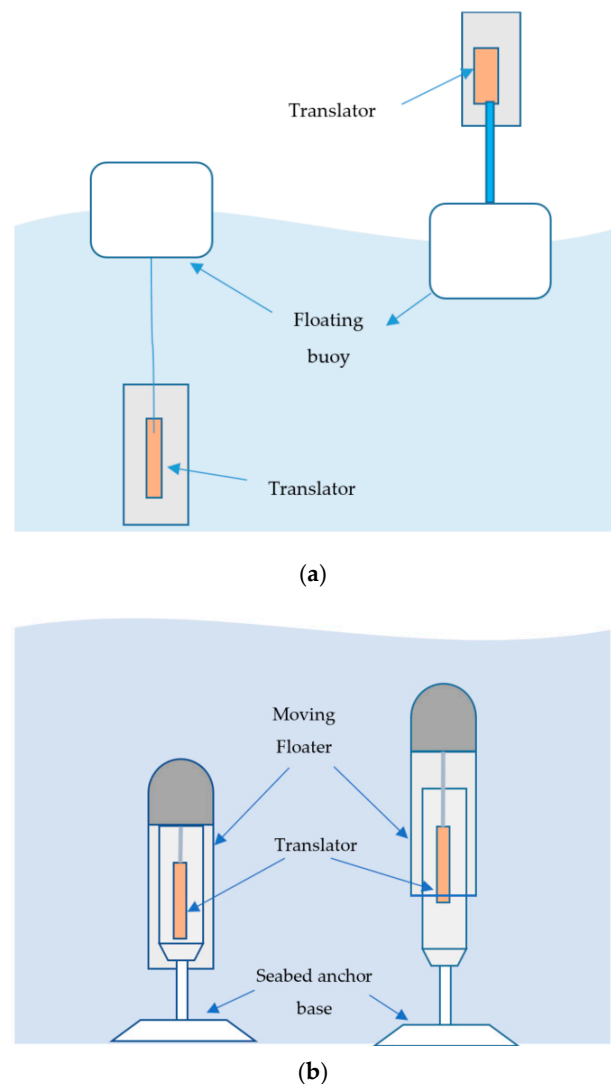 Translator
Floating
buoy
Translator
(a)
Moving
Floater
Translator
Seabed anchor
base
(b)